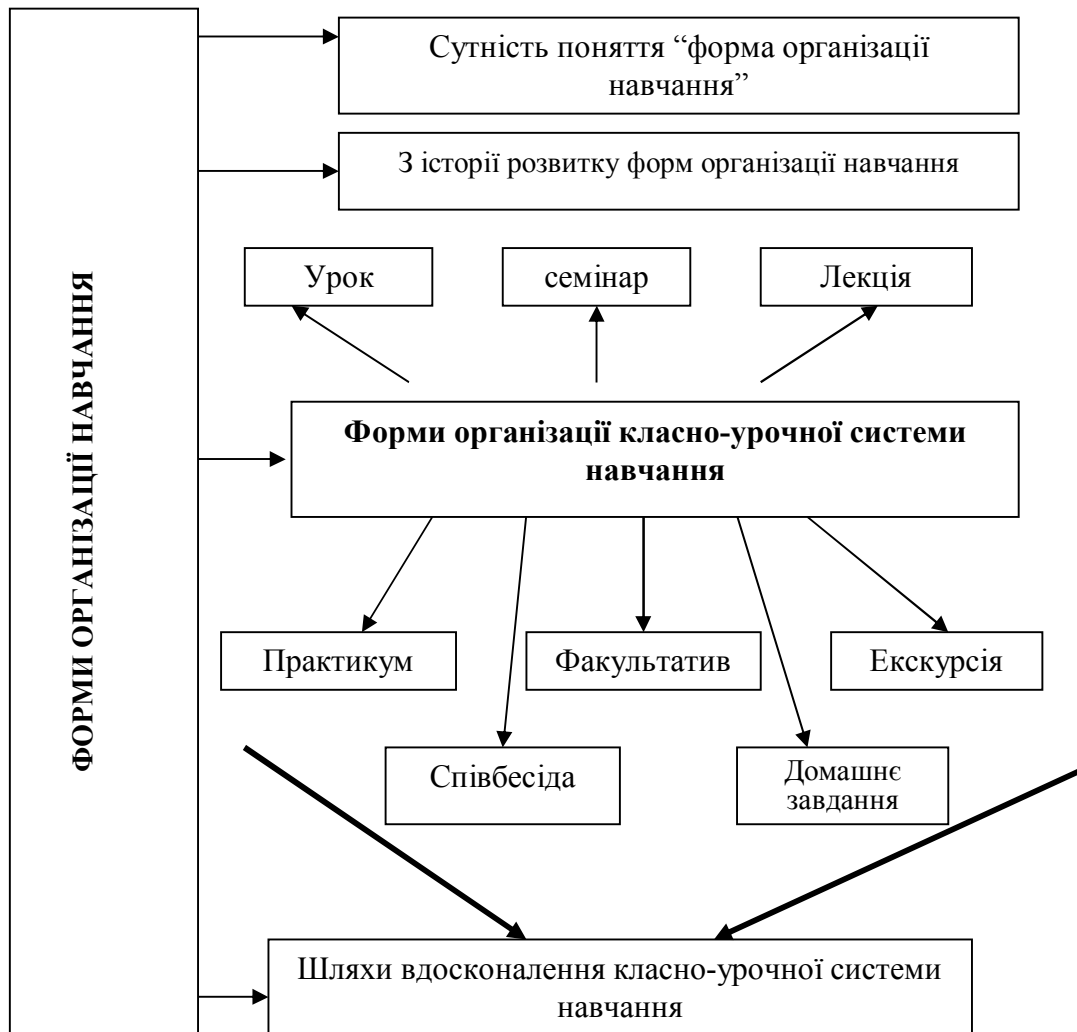 ФОРМИ ОРГАНІЗАЦІЇ НАВЧАННЯ
Сутність поняття “форма організації
навчання”
З історії розвитку форм організації навчання
Урок
семінар
Лекція
Форми організації класно-урочної системи
навчання
Практикум
Факультатив
Екскурсія
Співбесіда
Домашнє
завдання
Шляхи вдосконалення класно-урочної системи
навчання